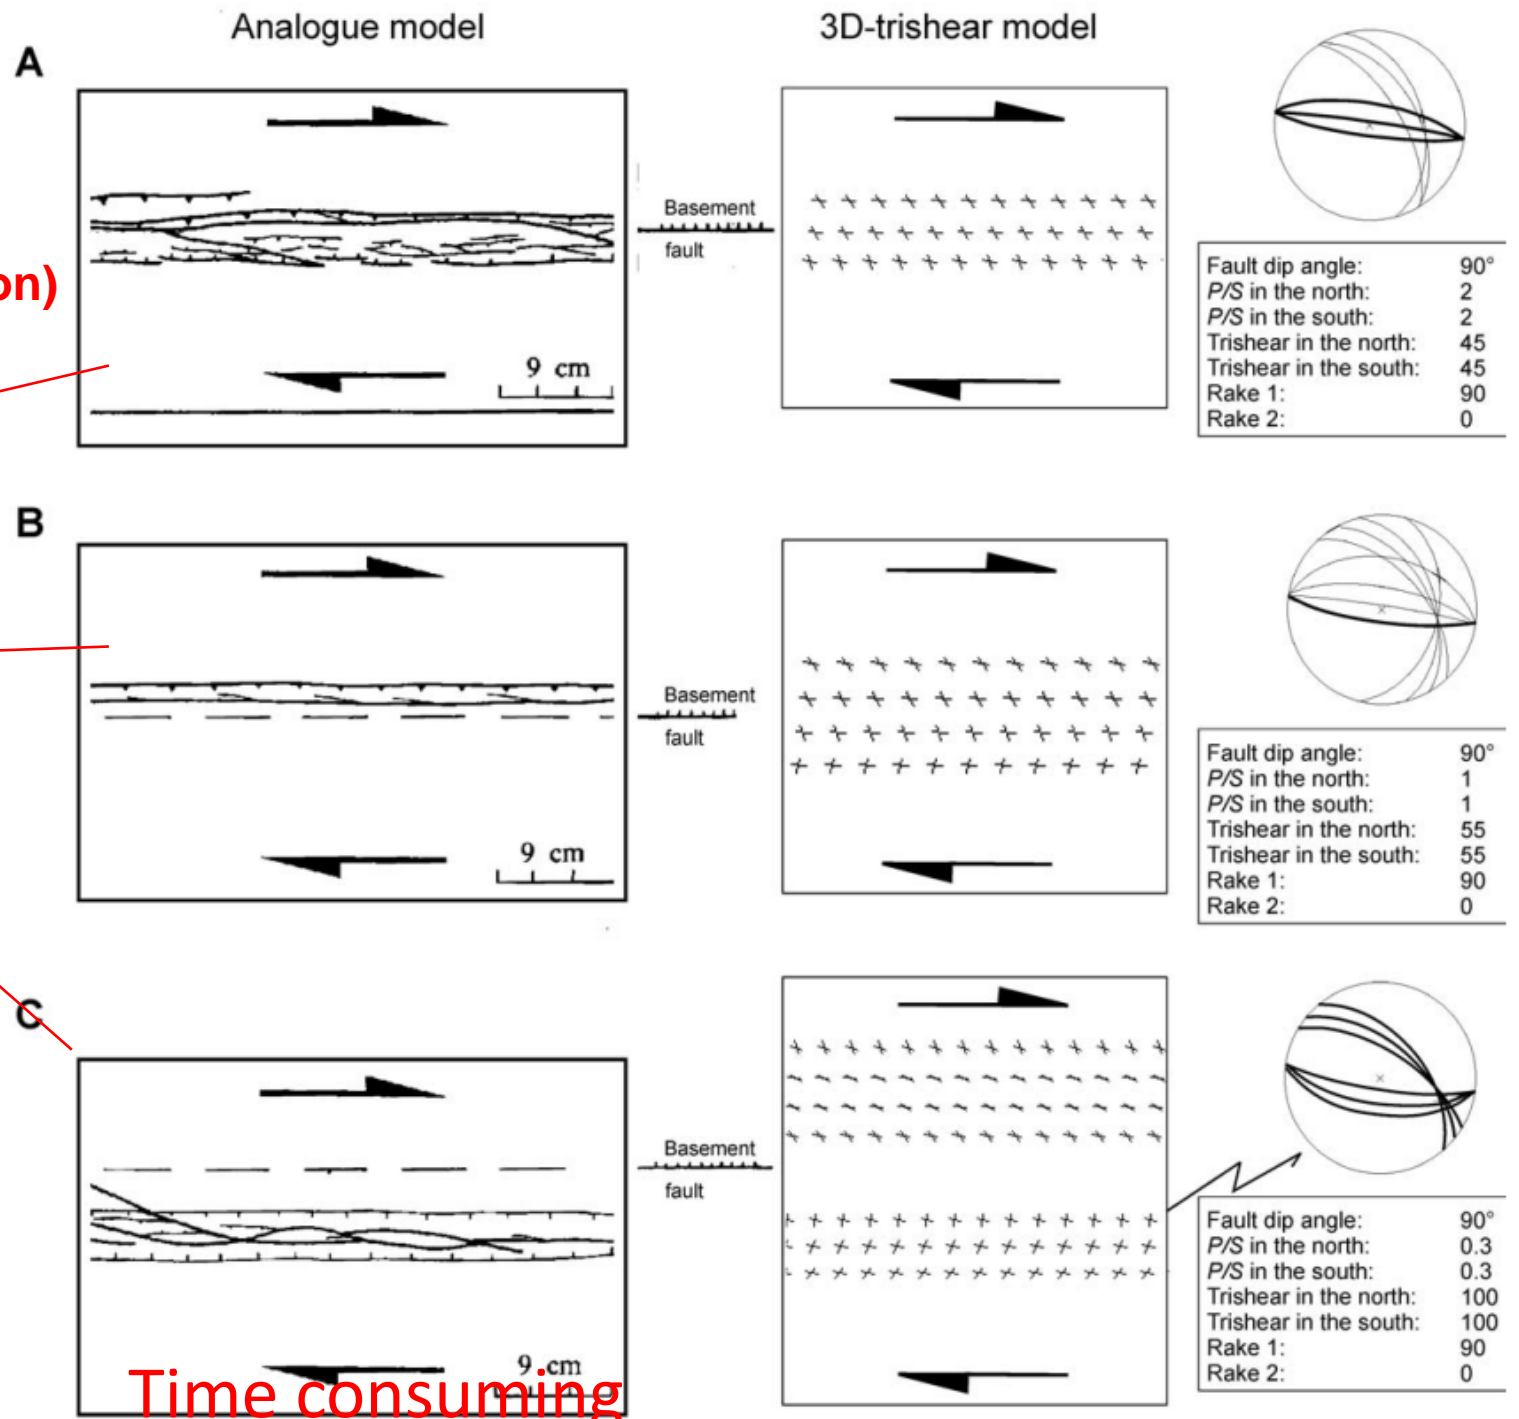 Analogue model
3D-trishear model
A
Basement
fault
9 cm
on)
Fault dip angle: 90°
P/S in the north: 2
P/S in the south: 2
Trishear in the north: 45
Trishear in the south: 45
Rake 1: 90
Rake 2: 0
B
Basement
fault
9 cm
Fault dip angle: 90°
P/S in the north: 1
P/S in the south: 1
Trishear in the north: 55
Trishear in the south: 55
Rake 1: 90
Rake 2: 0
C
Basement
fault
9 cm
Fault dip angle: 90°
P/S in the north: 0.3
P/S in the south: 0.3
Trishear in the north: 100
Trishear in the south: 100
Rake 1: 90
Rake 2: 0
Time consuming